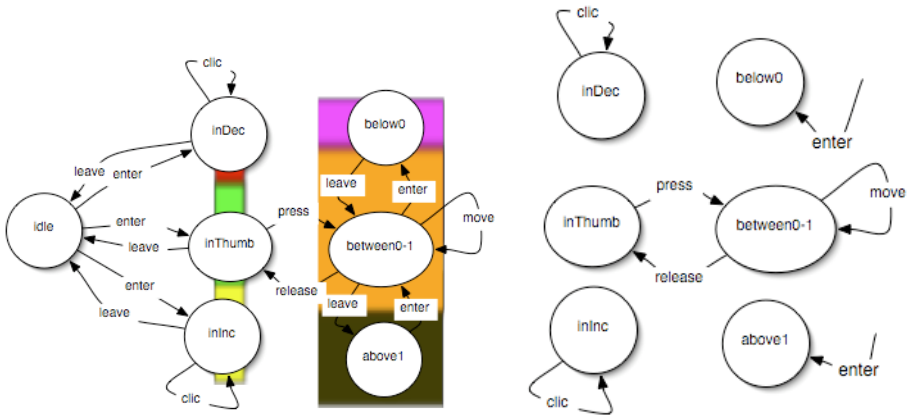 clic
inDec
leave
enter
idle
enter
leave
inThumb
enter
leave
inInc
clic
press
release
below0
leave
enter
between0-1
move
leave
enter
above1
clic
inDec
below0
enter
inThumb
press
release
between0-1
move
inInc
clic
above1
enter